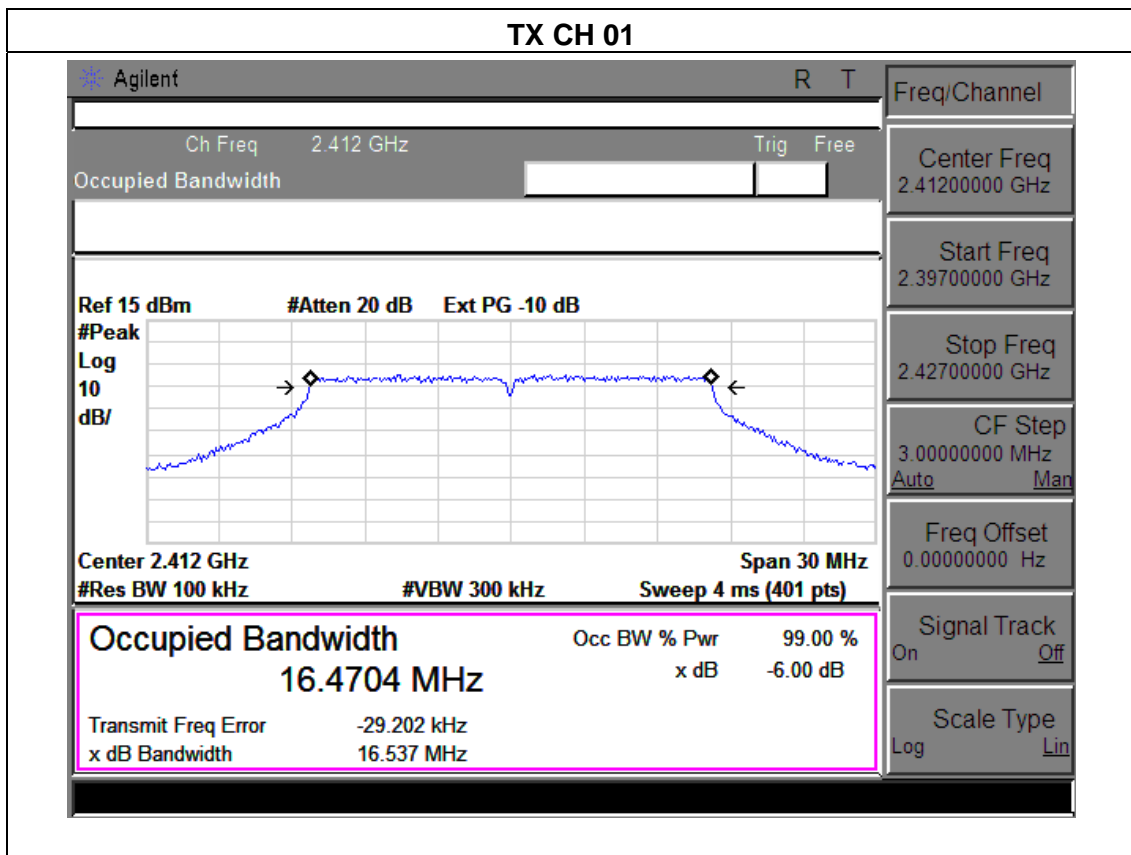 TX CH 01
Agilent R T
Ch Freq 2.412 GHz Trig Free
Occupied Bandwidth
Ref 15 dBm #Atten 20 dB Ext PG -10 dB
#Peak
Log
10
dB/
Center 2.412 GHz Span 30 MHz
#Res BW 100 kHz #VBW 300 kHz Sweep 4 ms (401 pts)
Occupied Bandwidth Occ BW % Pwr 99.00 %
16.4704 MHz x dB -6.00 dB
Transmit Freq Error -29.202 kHz
x dB Bandwidth 16.537 MHz
Freq/Channel
Center Freq
2.41200000 GHz
Start Freq
2.39700000 GHz
Stop Freq
2.42700000 GHz
CF Step
3.00000000 MHz
Auto Man
Freq Offset
0.00000000 Hz
Signal Track
On Off
Scale Type
Log Lin